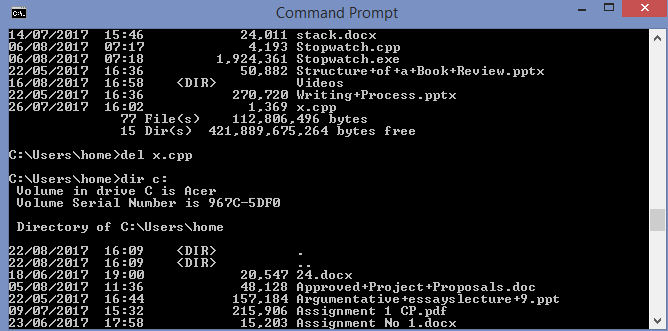 Command Prompt
14/07/2017  15:46            24,011 stack.docx
06/08/2017  07:17             4,193 Stopwatch.cpp
06/08/2017  07:18         1,924,361 Stopwatch.exe
22/05/2017  16:36            50,882 Structure+of+a+Book+Review.pptx
16/08/2017  16:58    <DIR>          Videos
22/05/2017  16:36           270,720 Writing+Process.pptx
26/07/2017  16:02             1,369 x.cpp
77 File(s)    112,806,496 bytes
15 Dir(s)  421,889,675,264 bytes free
C:\Users\home>del x.cpp
C:\Users\home>dir c:
Volume in drive C is Acer
Volume Serial Number is 967C-5DF0
Directory of C:\Users\home
22/08/2017  16:09    <DIR>          .
22/08/2017  16:09    <DIR>          ..
18/06/2017  19:00            20,547 24.docx
05/08/2017  11:36            48,128 Approved+Project+Proposals.doc
22/05/2017  16:44           157,184 Argumentative+essayslecture+9.ppt
09/07/2017  15:32           215,906 Assignment 1 CP.pdf
23/06/2017  17:58            15,203 Assignment No 1.docx